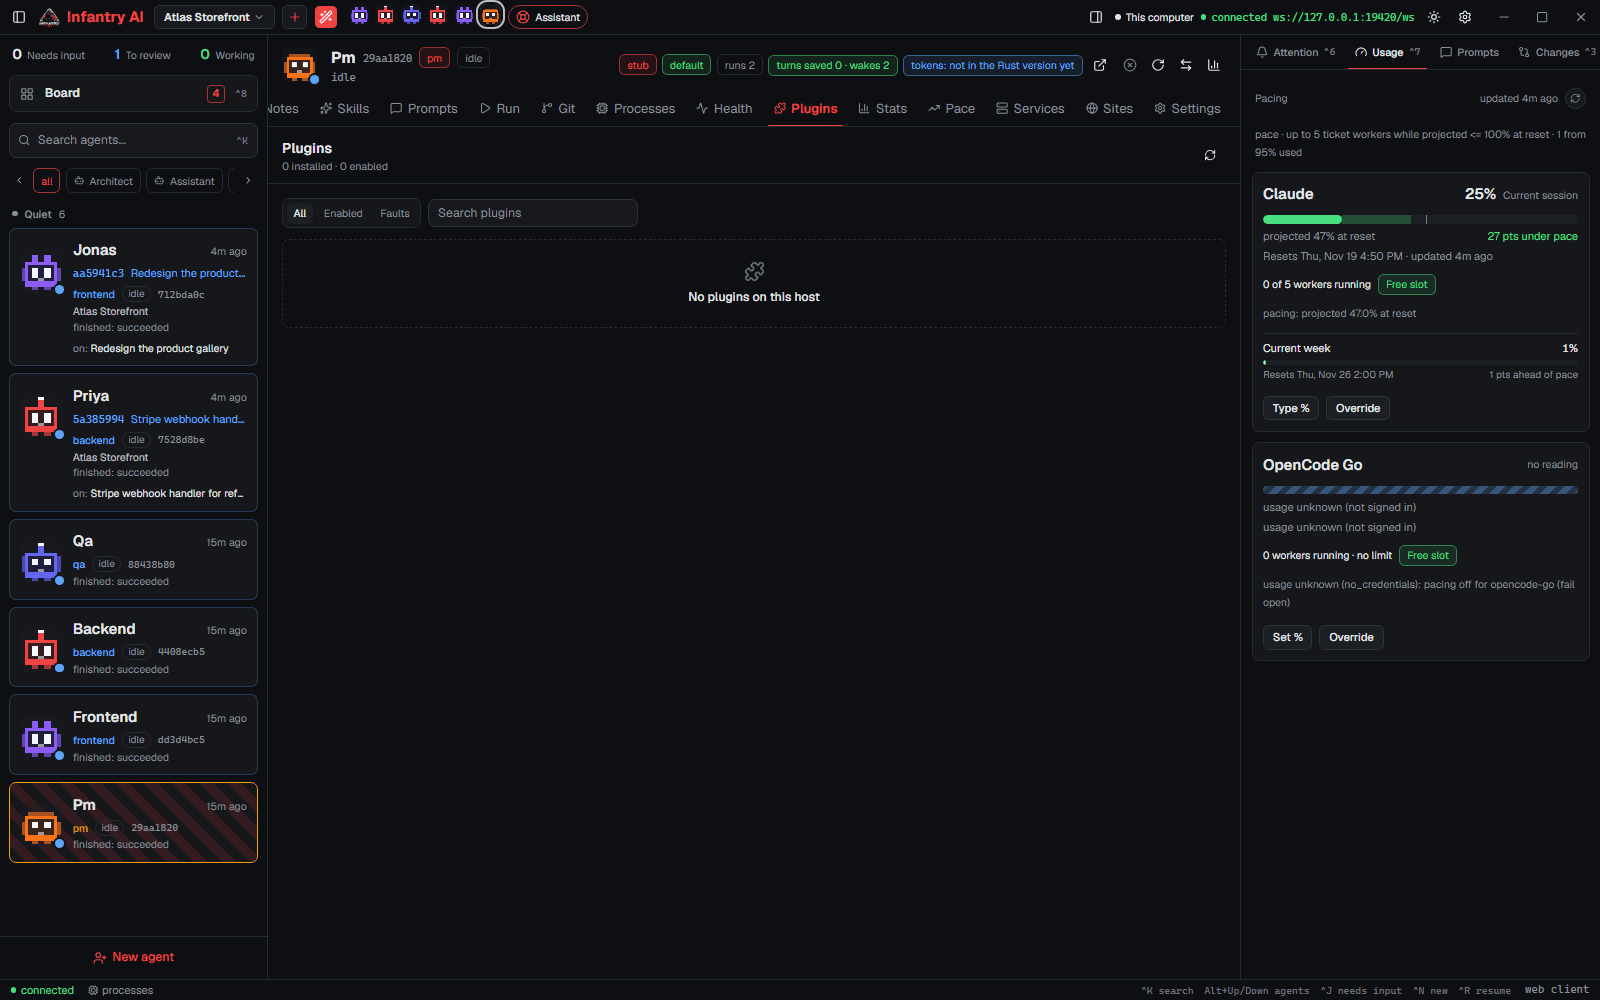 Infantry AI
Atlas Storefront
Assistant
This computer
connected ws://127.0.0.1:19420/ws
0 Needs input
1 To review
0 Working
Board
4
^8
Search agents...
^K
all
Architect
Assistant
Quiet 6
Jonas
4m ago
aa5941c3 Redesign the product...
frontend idle 712bda0c
Atlas Storefront
finished: succeeded
on: Redesign the product gallery
Priya
4m ago
5a385994 Stripe webhook hand...
backend idle 7528d8be
Atlas Storefront
finished: succeeded
on: Stripe webhook handler for ref...
Qa
15m ago
qa idle 88438b80
finished: succeeded
Backend
15m ago
backend idle 4408ecb5
finished: succeeded
Frontend
15m ago
frontend idle dd3d4bc5
finished: succeeded
Pm
15m ago
pm idle 29aa1820
finished: succeeded
New agent
Pm 29aa1820 pm idle
idle
stub
default
runs 2
turns saved 0 · wakes 2
tokens: not in the Rust version yet
Notes
Skills
Prompts
Run
Git
Processes
Health
Plugins
Stats
Pace
Services
Sites
Settings
Plugins
0 installed · 0 enabled
All
Enabled
Faults
Search plugins
No plugins on this host
Attention ^6
Usage ^7
Prompts
Changes ^3
Pacing
updated 4m ago
pace · up to 5 ticket workers while projected <= 100% at reset · 1 from
95% used
Claude
25% Current session
projected 47% at reset
27 pts under pace
Resets Thu, Nov 19 4:50 PM · updated 4m ago
0 of 5 workers running
Free slot
pacing: projected 47.0% at reset
Current week
1%
Resets Thu, Nov 26 2:00 PM
1 pts ahead of pace
Type %
Override
OpenCode Go
no reading
usage unknown (not signed in)
usage unknown (not signed in)
0 workers running · no limit
Free slot
usage unknown (no_credentials): pacing off for opencode-go (fail
open)
Set %
Override
connected
processes
^K search
Alt+Up/Down agents
^J needs input
^N new
^R resume
web client